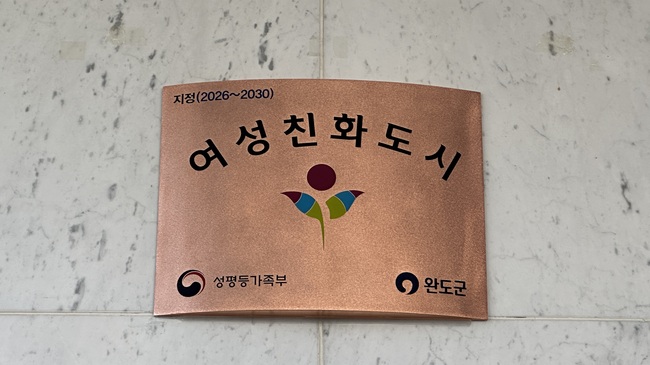 지정(2026~2030)
여성친화도시
성평등가족부
완도군